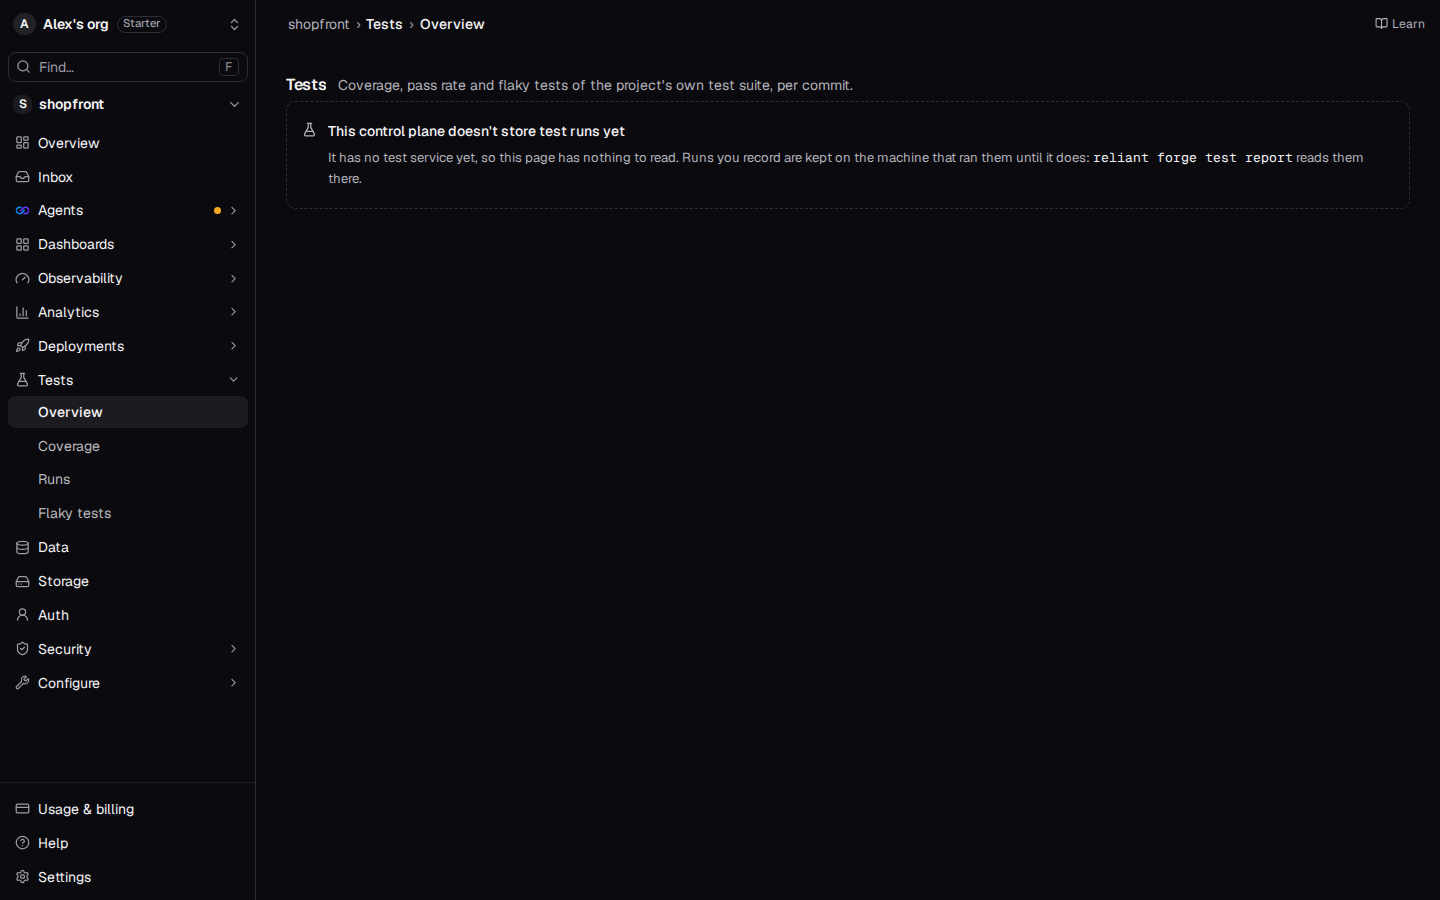 A Alex's org Starter
Find... F
S shopfront
Overview
Inbox
Agents
Dashboards
Observability
Analytics
Deployments
Tests
Overview
Coverage
Runs
Flaky tests
Data
Storage
Auth
Security
Configure
Usage & billing
Help
Settings
shopfront › Tests › Overview
Learn
Tests Coverage, pass rate and flaky tests of the project's own test suite, per commit.
This control plane doesn't store test runs yet
It has no test service yet, so this page has nothing to read. Runs you record are kept on the machine that ran them until it does: reliant forge test report reads them
there.